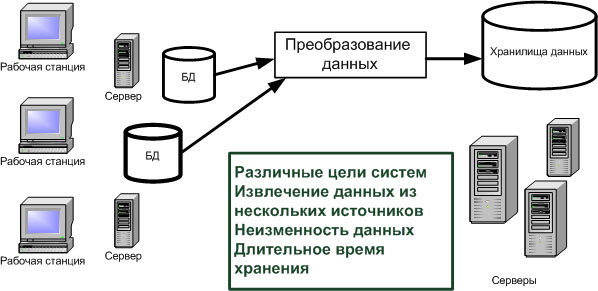 Рабочая станция
Сервер
БД
Преобразование
данных
Хранилища данных
Рабочая станция
БД
Различные цели систем
Извлечение данных из
нескольких источников
Неизменность данных
Длительное время
хранения
Рабочая станция
Сервер
Серверы